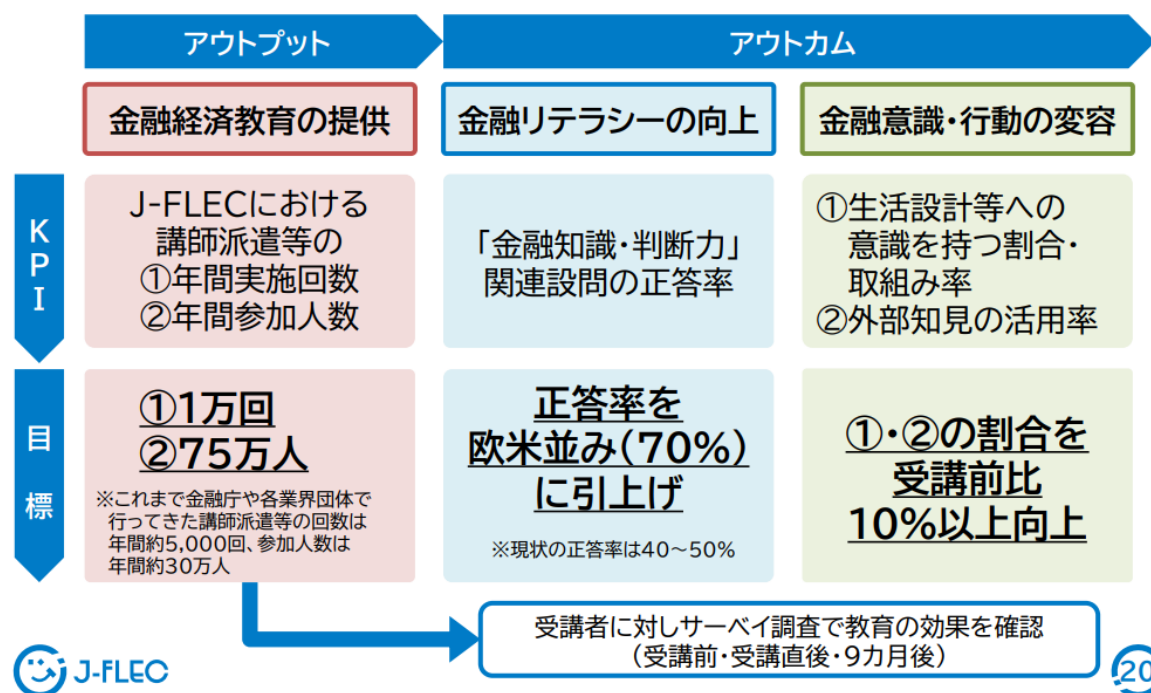 アウトプット
アウトカム
金融経済教育の提供
金融リテラシーの向上
金融意識・行動の変容
KPI
J-FLECにおける
講師派遣等の
①年間実施回数
②年間参加人数
「金融知識・判断力」
関連設問の正答率
①生活設計等への
意識を持つ割合・
取組み率
②外部知見の活用率
目標
①1万回
②75万人
※これまで金融庁や各業界団体で
行ってきた講師派遣等の回数は
年間約5,000回、参加人数は
年間約30万人
正答率を
欧米並み(70%)
に引上げ
※現状の正答率は40~50%
①・②の割合を
受講前比
10%以上向上
受講者に対しサーベイ調査で教育の効果を確認
(受講前・受講直後・9カ月後)
J-FLEC
20